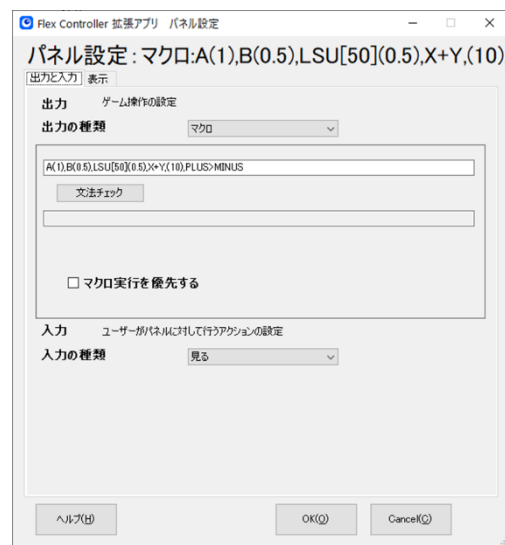 Flex Controller 拡張アプリ　パネル設定
パネル設定 : マクロ:A(1),B(0.5),LSU[50](0.5),X+Y,(10)
出力と入力 表示
出力 ゲーム操作の設定
出力の種類 マクロ
A(1),B(0.5),LSU[50](0.5),X+Y,(10),PLUS>MINUS
文法チェック
マクロ実行を優先する
入力 ユーザーがパネルに対して行うアクションの設定
入力の種類 見る
ヘルプ(H) OK(O) Cancel(C)